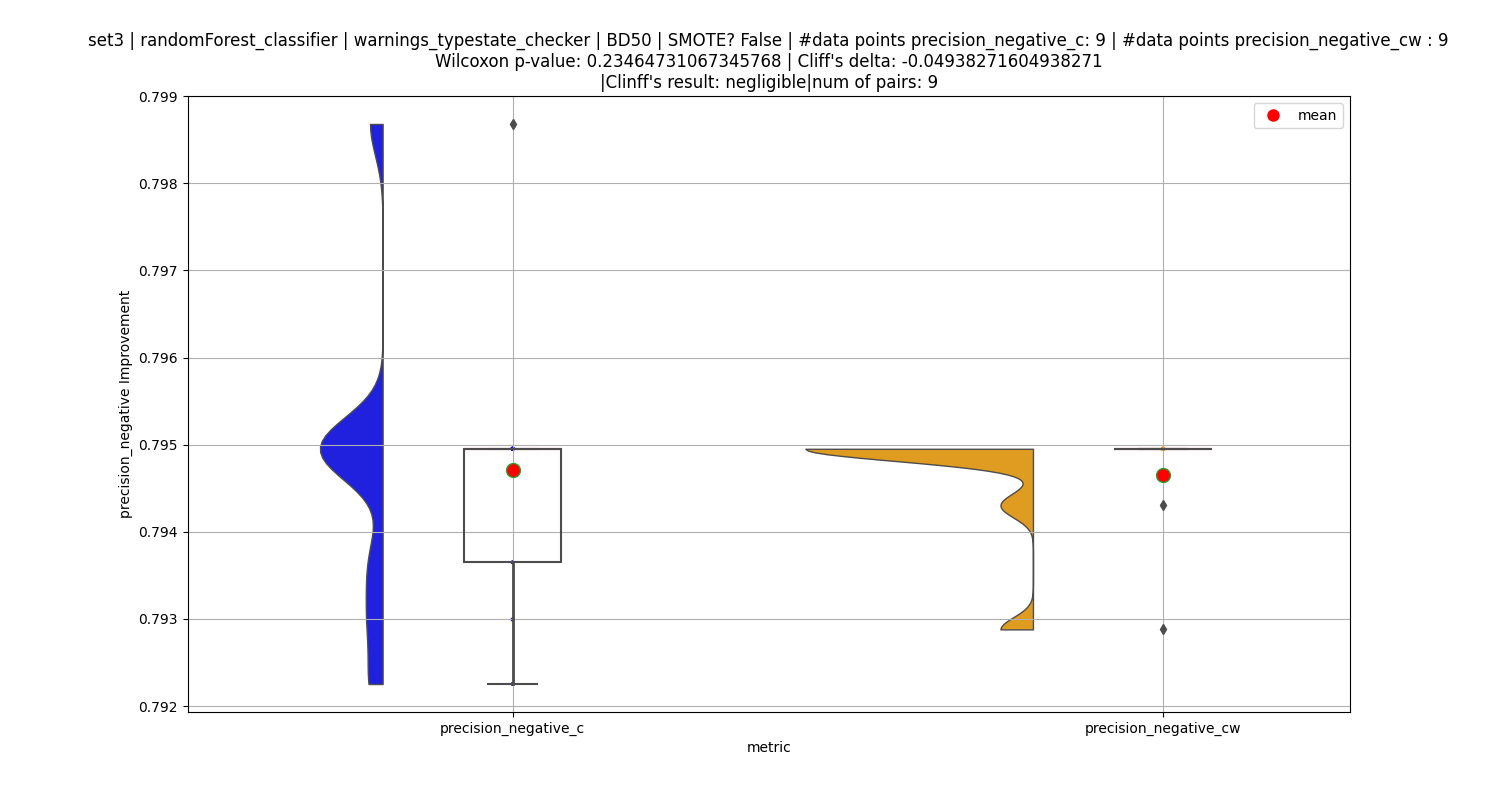 set3 | randomForest_classifier | warnings_typestate_checker | BD50 | SMOTE? False | #data points precision_negative_c: 9 | #data points precision_negative_cw : 9
Wilcoxon p-value: 0.23464731067345768 | Cliff's delta: -0.04938271604938271
|Clinff's result: negligible|num of pairs: 9
mean
0.799
0.798
0.797
0.796
0.795
0.794
0.793
0.792
precision_negative Improvement
precision_negative_c
precision_negative_cw
metric